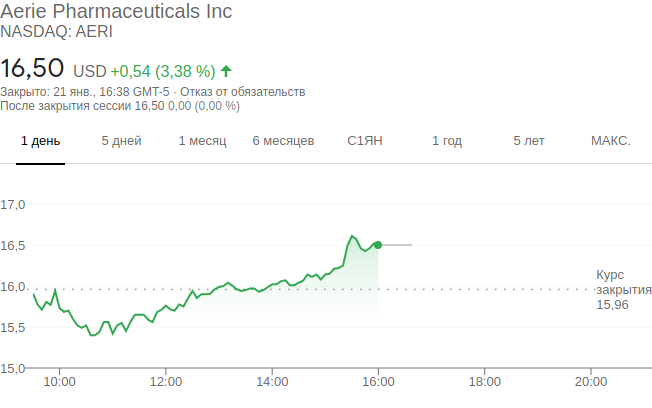 Aerie Pharmaceuticals Inc
NASDAQ: AERI
16,50 USD +0,54 (3,38 %)
Закрыто: 21 янв., 16:38 GMT-5 · Отказ от обязательств
После закрытия сессии 16,50 0,00 (0,00 %)
1 день 5 дней 1 месяц 6 месяцев С1ЯН 1 год 5 лет МАКС.
17,0
16,5
16,0
15,5
15,0
Курс
закрытия
15,96
10:00 12:00 14:00 16:00 18:00 20:00